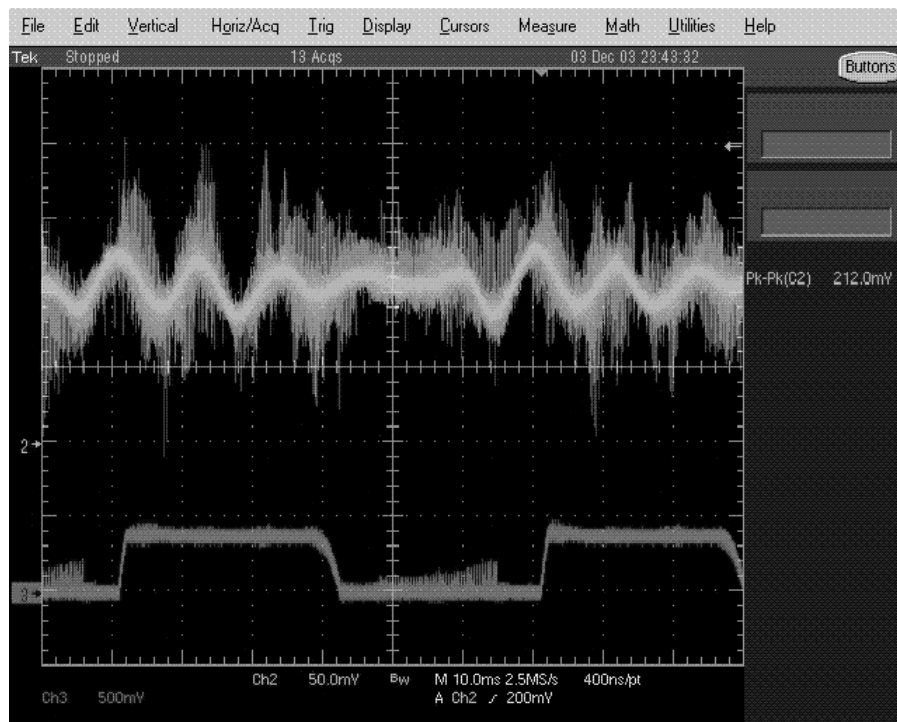 File Edit Vertical Horiz/Acq Trig Display Cursors Measure Math Utilities Help
Tek Stopped 13 Acqs 03 Dec 03 23:43:32
Buttons
Pk-Pk(C2) 212.0mV
2
3
Ch2 50.0mV BW M 10.0ms 2.5MS/s 400ns/pt
Ch3 500mV A Ch2 200mV